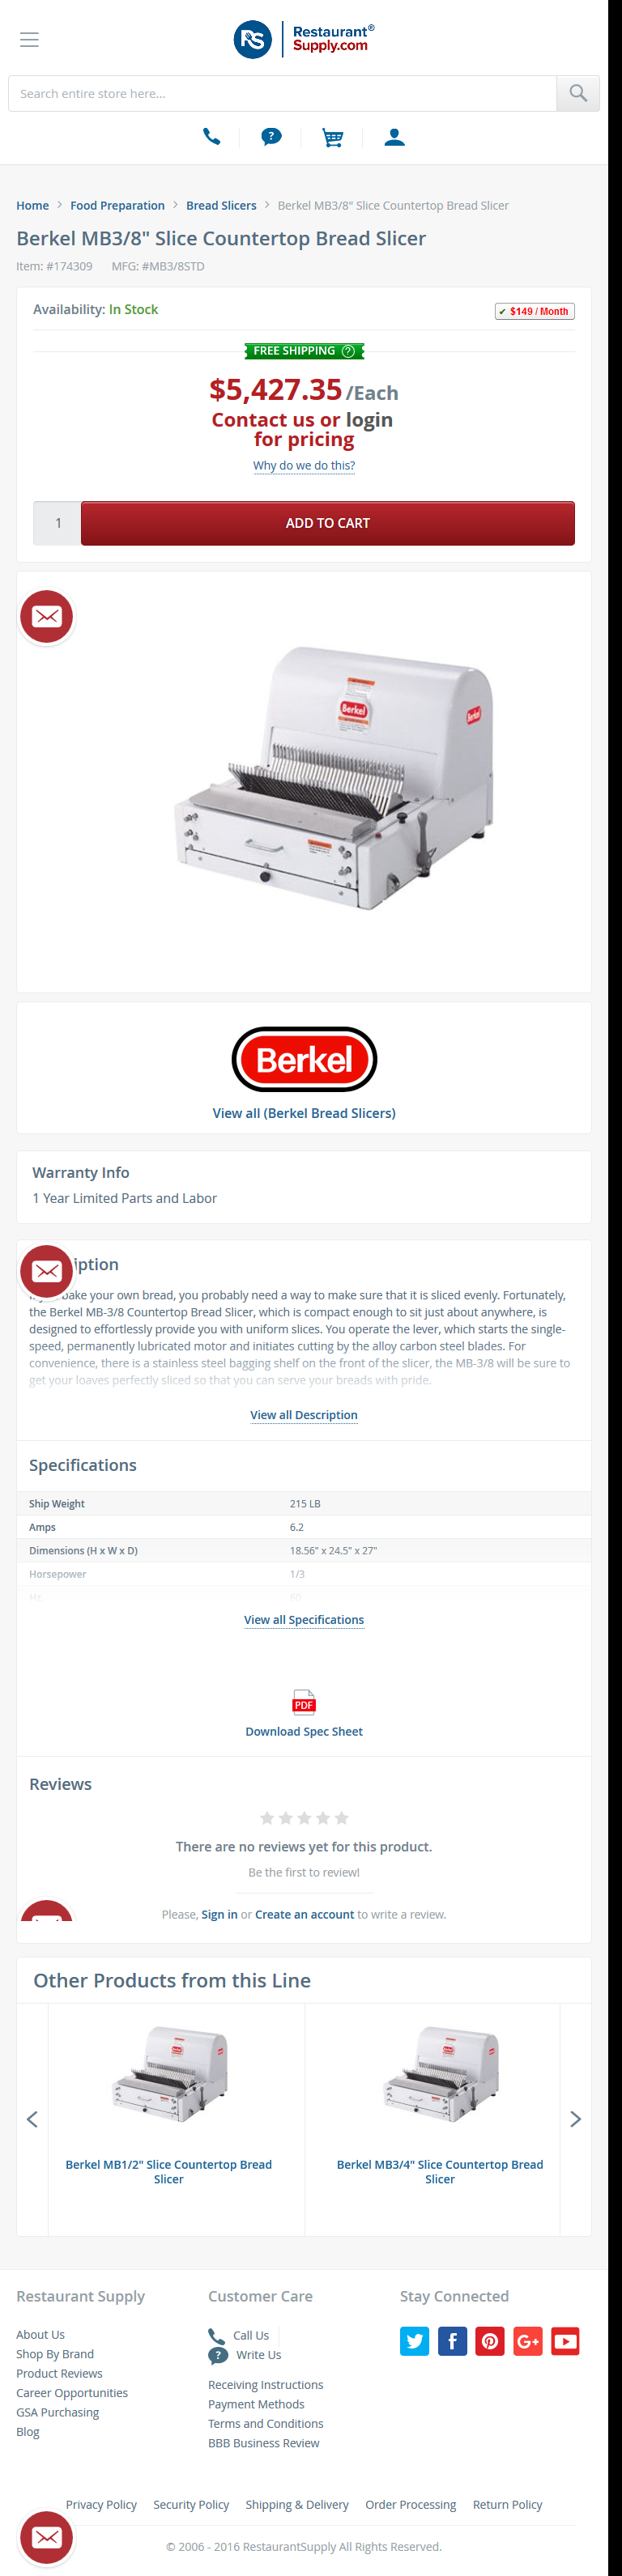 RS Restaurant®
Supply.com
Search entire store here...
Home > Food Preparation > Bread Slicers > Berkel MB3/8" Slice Countertop Bread Slicer
Berkel MB3/8" Slice Countertop Bread Slicer
Item: #174309 MFG: #MB3/8STD
Availability: In Stock
✔ $149 / Month
FREE SHIPPING ?
$5,427.35 /Each
Contact us or login
for pricing
Why do we do this?
1 ADD TO CART
Berkel
Berkel
Berkel
View all (Berkel Bread Slicers)
Warranty Info
1 Year Limited Parts and Labor
iption
bake your own bread, you probably need a way to make sure that it is sliced evenly. Fortunately,
the Berkel MB-3/8 Countertop Bread Slicer, which is compact enough to sit just about anywhere, is
designed to effortlessly provide you with uniform slices. You operate the lever, which starts the single-
speed, permanently lubricated motor and initiates cutting by the alloy carbon steel blades. For
convenience, there is a stainless steel bagging shelf on the front of the slicer, the MB-3/8 will be sure to
get your loaves perfectly sliced so that you can serve your breads with pride.
View all Description
Specifications
Ship Weight 215 LB
Amps 6.2
Dimensions (H x W x D) 18.56" x 24.5" x 27"
Horsepower 1/3
Hz. 60
View all Specifications
PDF
Download Spec Sheet
Reviews
There are no reviews yet for this product.
Be the first to review!
Please, Sign in or Create an account to write a review.
Other Products from this Line
Berkel MB1/2" Slice Countertop Bread
Slicer
Berkel MB3/4" Slice Countertop Bread
Slicer
Restaurant Supply
About Us
Shop By Brand
Product Reviews
Career Opportunities
GSA Purchasing
Blog
Customer Care
Call Us
? Write Us
Receiving Instructions
Payment Methods
Terms and Conditions
BBB Business Review
Stay Connected
Privacy Policy Security Policy Shipping & Delivery Order Processing Return Policy
© 2006 - 2016 RestaurantSupply All Rights Reserved.